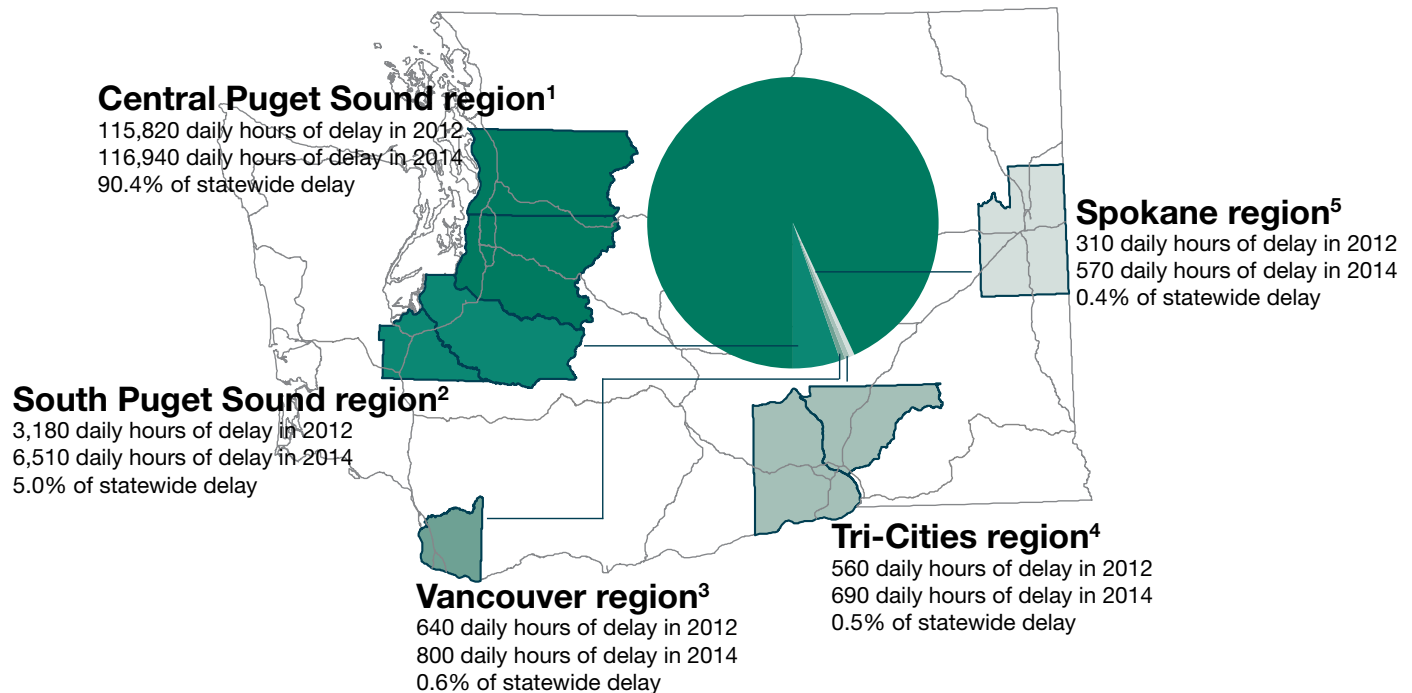 Central Puget Sound region¹
115,820 daily hours of delay in 2012
116,940 daily hours of delay in 2014
90.4% of statewide delay
Spokane region⁵
310 daily hours of delay in 2012
570 daily hours of delay in 2014
0.4% of statewide delay
South Puget Sound region²
3,180 daily hours of delay in 2012
6,510 daily hours of delay in 2014
5.0% of statewide delay
Vancouver region³
640 daily hours of delay in 2012
800 daily hours of delay in 2014
0.6% of statewide delay
Tri-Cities region⁴
560 daily hours of delay in 2012
690 daily hours of delay in 2014
0.5% of statewide delay